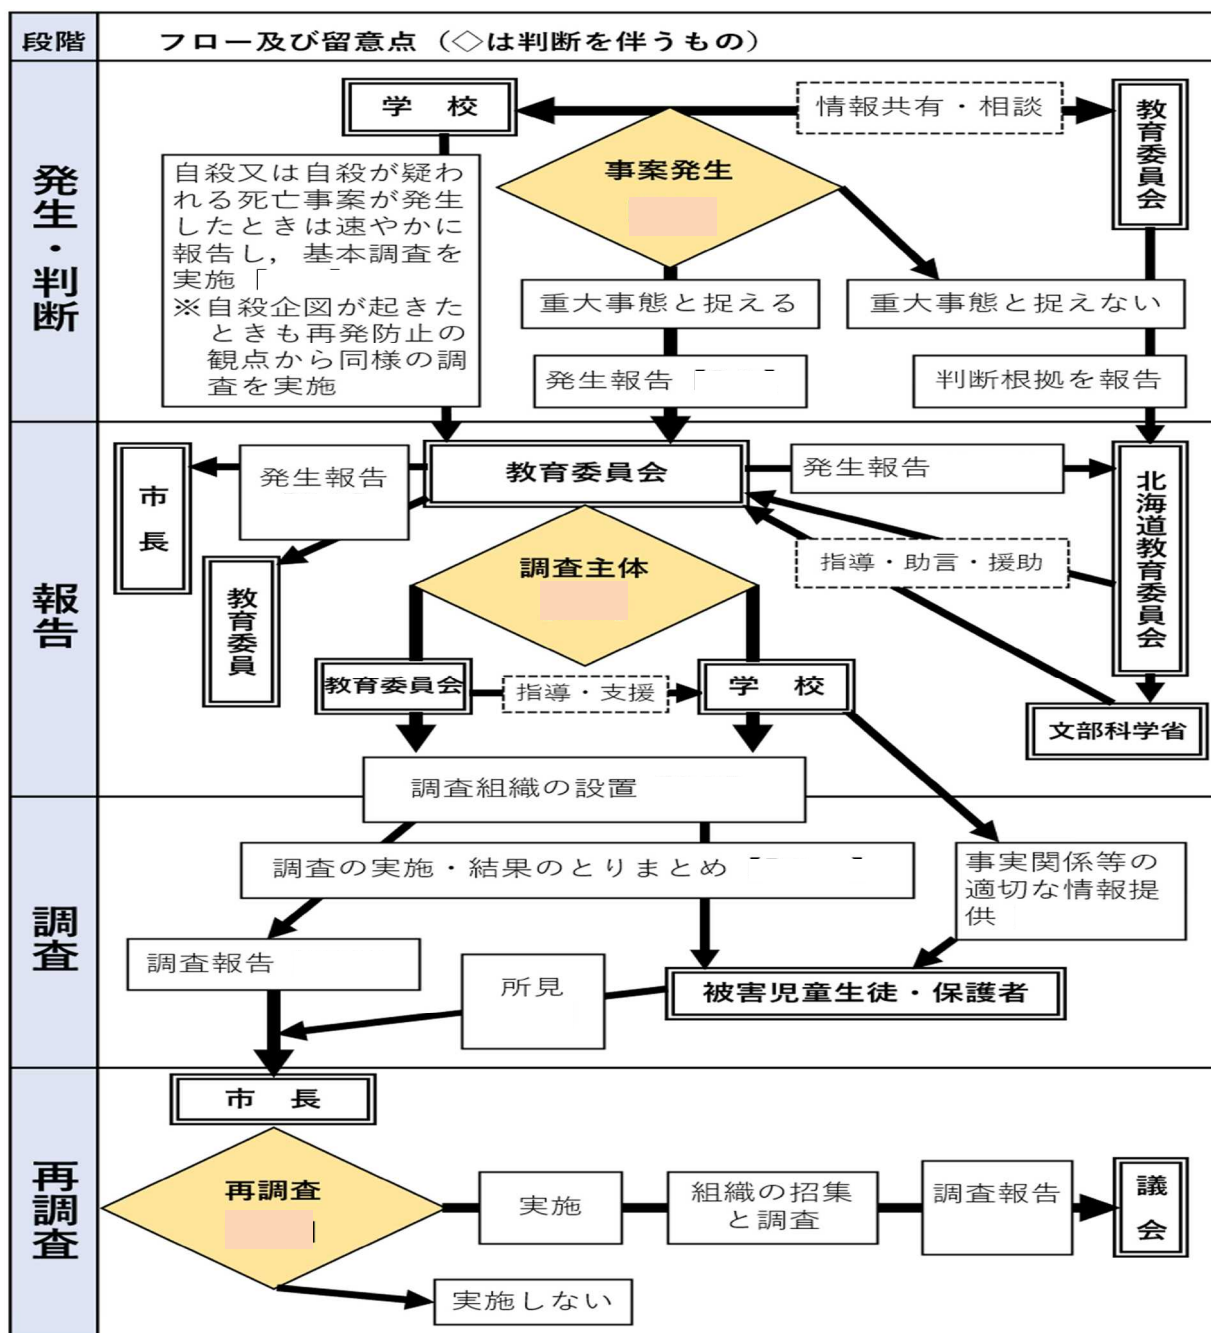 段階
フロー及び留意点（◇は判断を伴うもの）
発生・判断
学　校
情報共有・相談
教育委員会
事案発生
自殺又は自殺が疑わ
れる死亡事案が発生
したときは速やかに
報告し，基本調査を
実施
※自殺企図が起きた
ときも再発防止の
観点から同様の調
査を実施
重大事態と捉える
重大事態と捉えない
発生報告
判断根拠を報告
報告
市長
発生報告
教育委員会
発生報告
北海道教育委員会
教育委員
調査主体
指導・助言・援助
教育委員会
指導・支援
学　校
文部科学省
調査組織の設置
調査
調査の実施・結果のとりまとめ
事実関係等の
適切な情報提
供
調査報告
所見
被害児童生徒・保護者
再調査
市　長
再調査
実施
組織の招集
と調査
調査報告
議会
実施しない